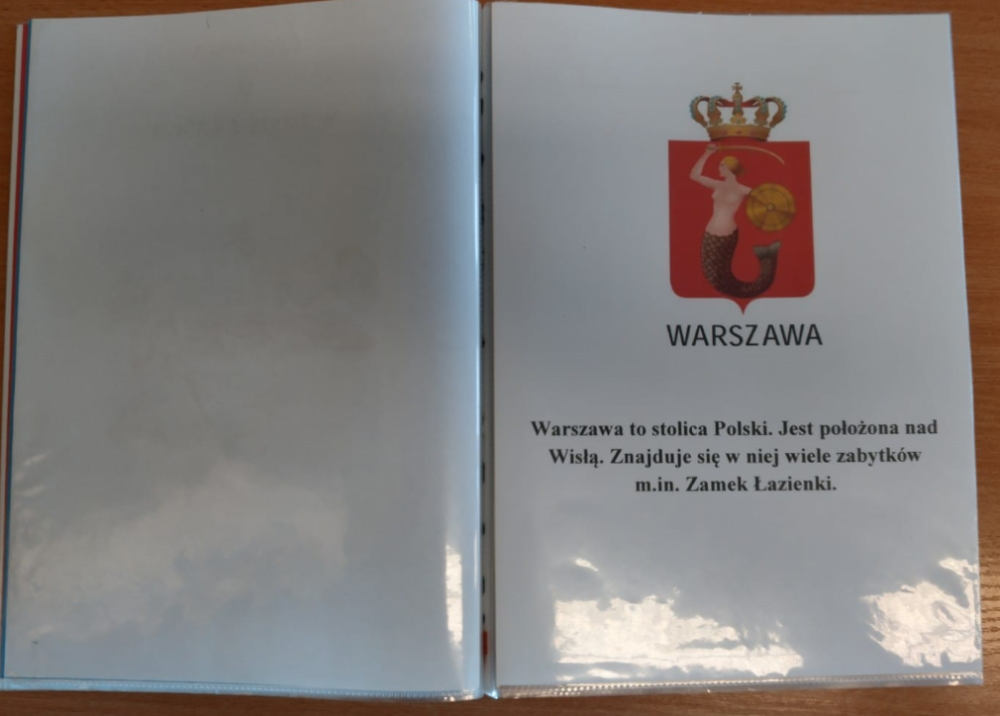 WARSZAWA
Warszawa to stolica Polski. Jest położona nad
Wisłą. Znajduje się w niej wiele zabytków
m.in. Zamek Łazienki.